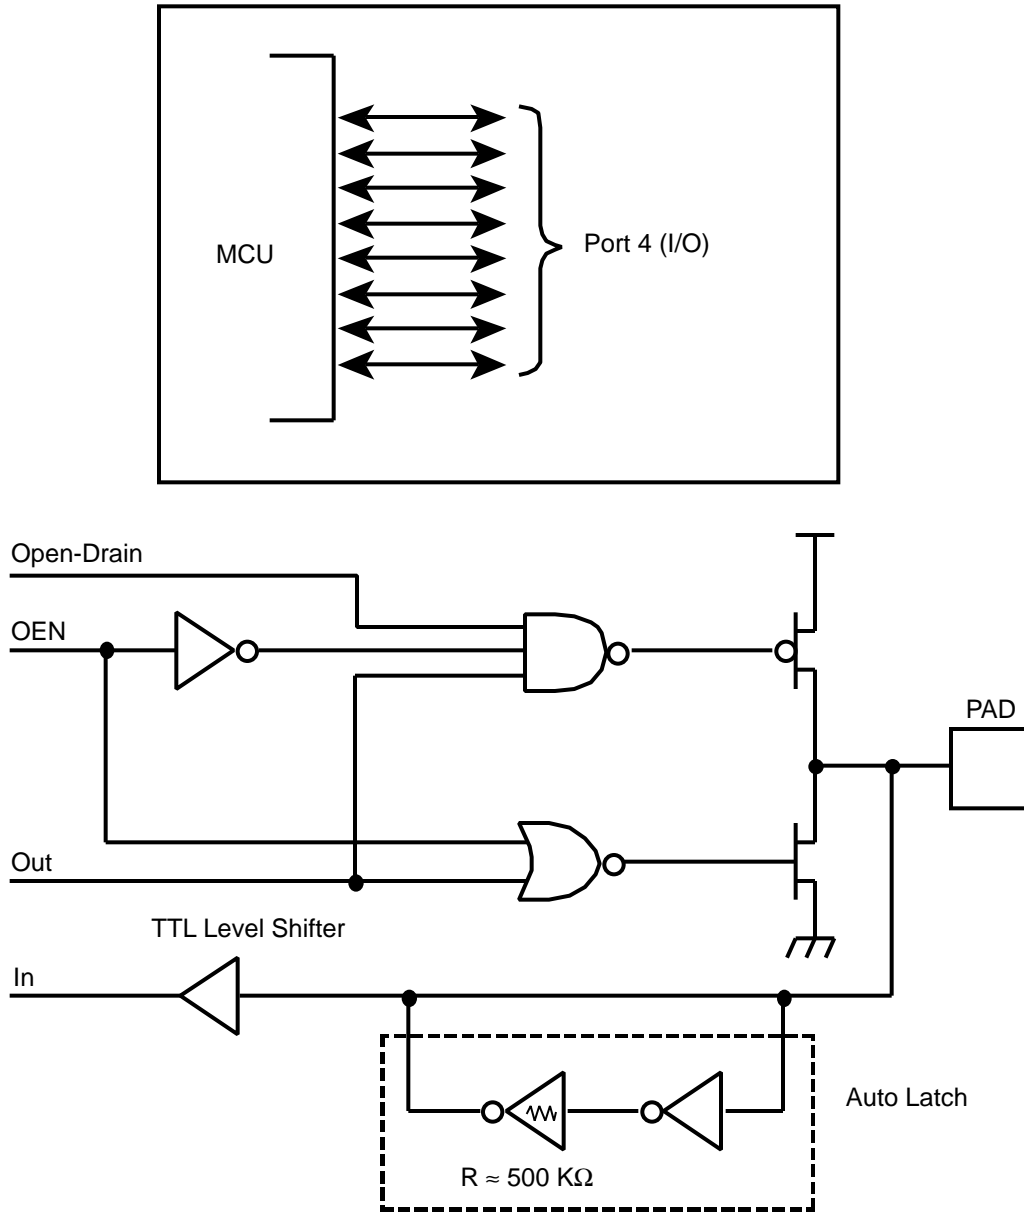 MCU
Port 4 (I/O)
Open-Drain
OEN
PAD
Out
TTL Level Shifter
In
Auto Latch
R ≈ 500 KΩ